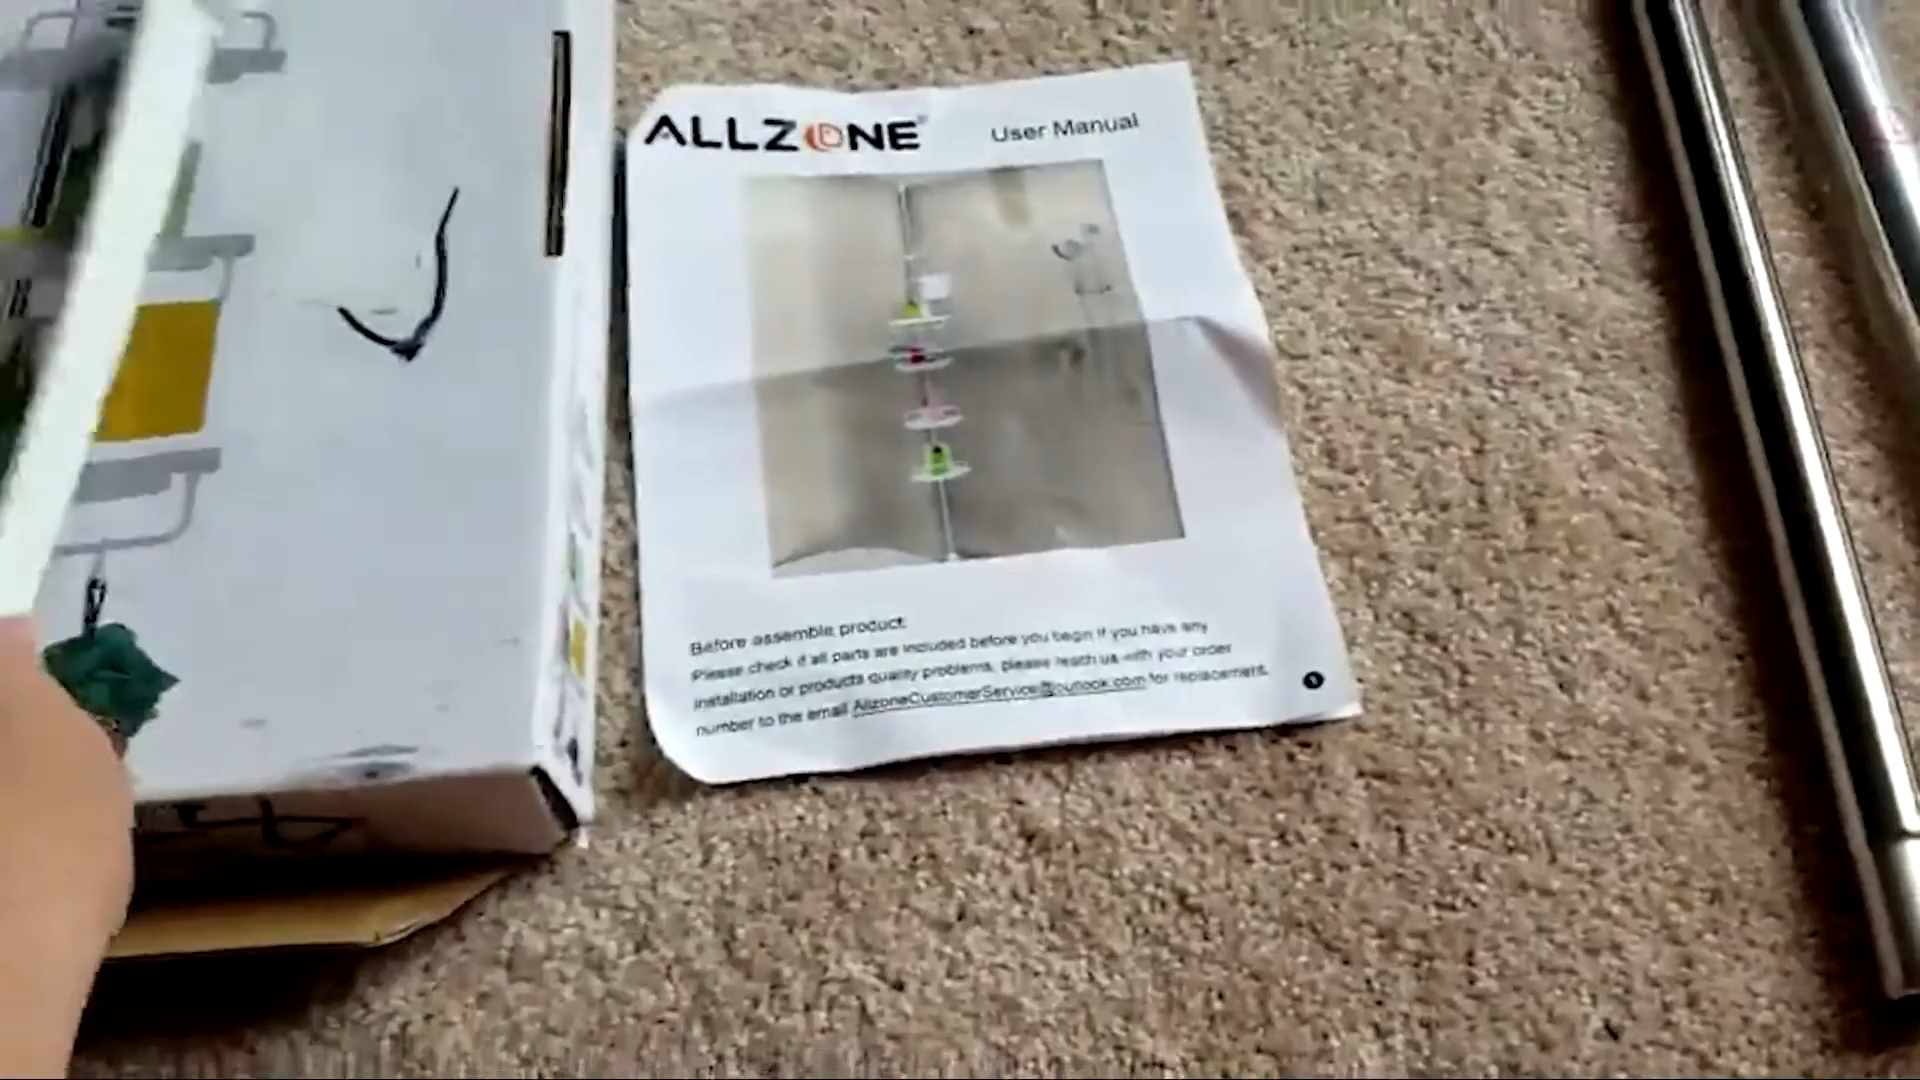 ALLZONE®
User Manual
Before assemble product:
Please check if all parts are included before you begin If you have any
installation or products quality problems, please reach us with your order
number to the email AllzoneCustomerService@outlook.com for replacement.
1